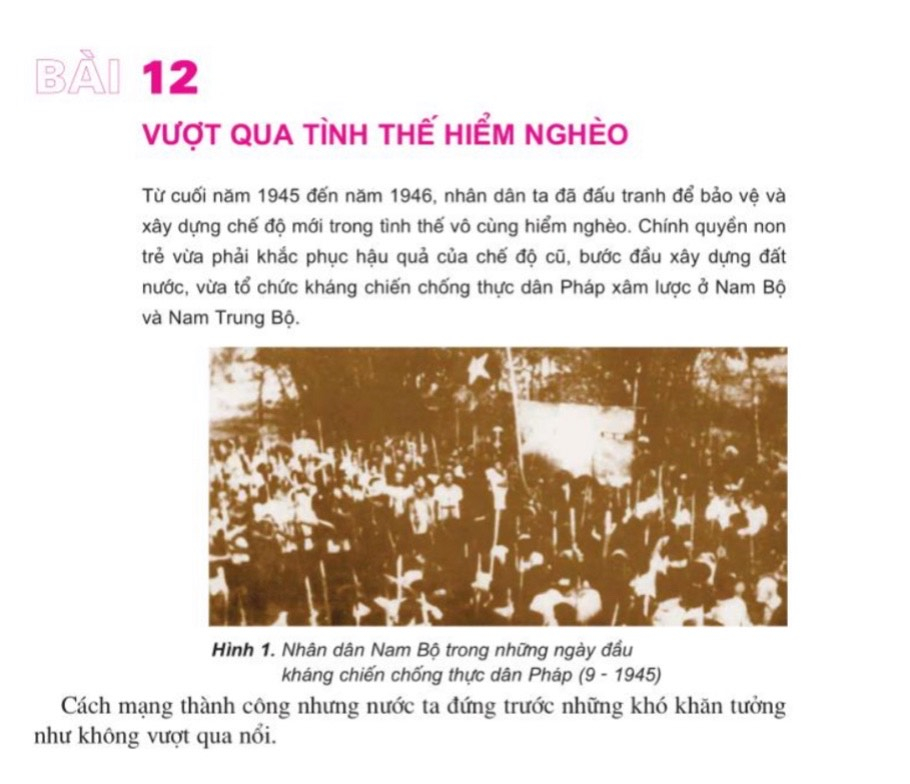 BÀI 12
VƯỢT QUA TÌNH THẾ HIỂM NGHÈO
Từ cuối năm 1945 đến năm 1946, nhân dân ta đã đấu tranh để bảo vệ và
xây dựng chế độ mới trong tình thế vô cùng hiểm nghèo. Chính quyền non
trẻ vừa phải khắc phục hậu quả của chế độ cũ, bước đầu xây dựng đất
nước, vừa tổ chức kháng chiến chống thực dân Pháp xâm lược ở Nam Bộ
và Nam Trung Bộ.
Hình 1. Nhân dân Nam Bộ trong những ngày đầu
kháng chiến chống thực dân Pháp (9 - 1945)
Cách mạng thành công nhưng nước ta đứng trước những khó khăn tưởng
như không vượt qua nổi.